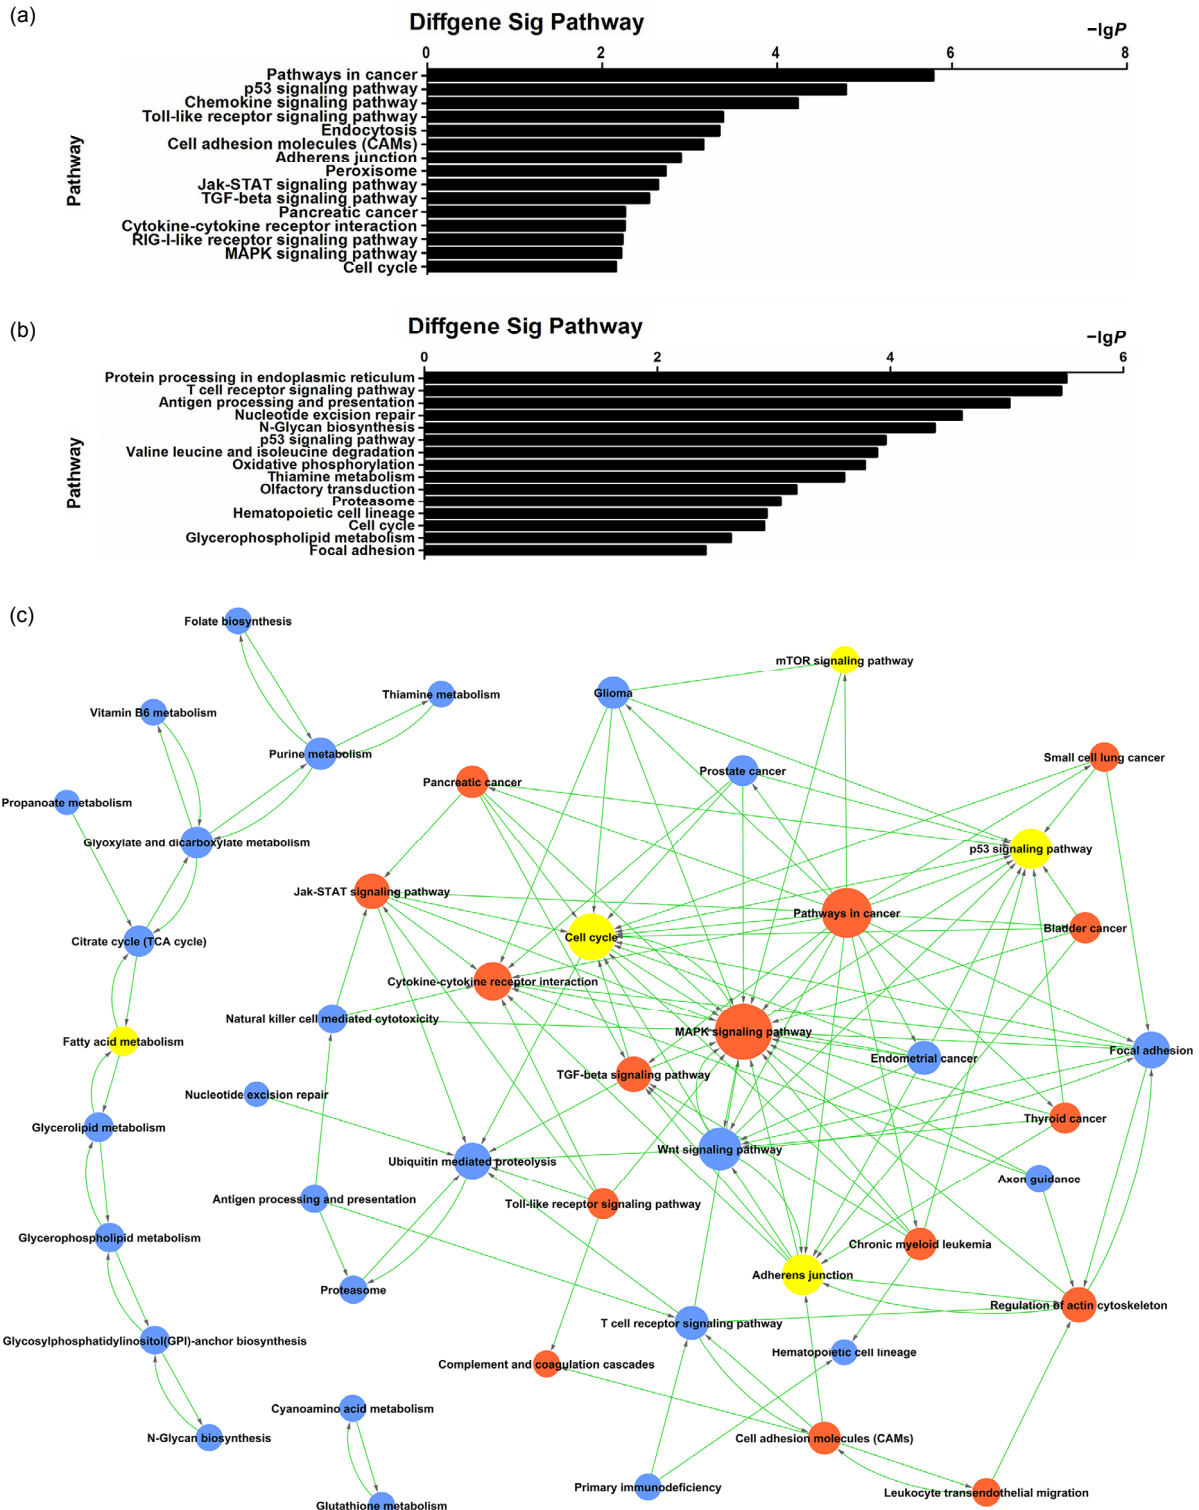 (a)
Diffgene Sig Pathway
−lgP
0 2 4 6 8
Pathway
Pathways in cancer
p53 signaling pathway
Chemokine signaling pathway
Toll-like receptor signaling pathway
Endocytosis
Cell adhesion molecules (CAMs)
Adherens junction
Peroxisome
Jak-STAT signaling pathway
TGF-beta signaling pathway
Pancreatic cancer
Cytokine-cytokine receptor interaction
RIG-I-like receptor signaling pathway
MAPK signaling pathway
Cell cycle
(b)
Diffgene Sig Pathway
−lgP
0 2 4 6
Pathway
Protein processing in endoplasmic reticulum
T cell receptor signaling pathway
Antigen processing and presentation
Nucleotide excision repair
N-Glycan biosynthesis
p53 signaling pathway
Valine leucine and isoleucine degradation
Oxidative phosphorylation
Thiamine metabolism
Olfactory transduction
Proteasome
Hematopoietic cell lineage
Cell cycle
Glycerophospholipid metabolism
Focal adhesion
(c)
Folate biosynthesis
mTOR signaling pathway
Glioma
Thiamine metabolism
Vitamin B6 metabolism
Purine metabolism
Small cell lung cancer
Prostate cancer
Pancreatic cancer
Propanoate metabolism
Glyoxylate and dicarboxylate metabolism
p53 signaling pathway
Jak-STAT signaling pathway
Pathways in cancer
Bladder cancer
Cell cycle
Citrate cycle (TCA cycle)
Cytokine-cytokine receptor interaction
Natural killer cell mediated cytotoxicity
MAPK signaling pathway
Fatty acid metabolism
Focal adhesion
Endometrial cancer
TGF-beta signaling pathway
Nucleotide excision repair
Thyroid cancer
Glycerolipid metabolism
Wnt signaling pathway
Ubiquitin mediated proteolysis
Axon guidance
Antigen processing and presentation
Toll-like receptor signaling pathway
Glycerophospholipid metabolism
Chronic myeloid leukemia
Adherens junction
Proteasome
Regulation of actin cytoskeleton
T cell receptor signaling pathway
Glycosylphosphatidylinositol(GPI)-anchor biosynthesis
Hematopoietic cell lineage
Complement and coagulation cascades
Cyanoamino acid metabolism
N-Glycan biosynthesis
Cell adhesion molecules (CAMs)
Primary immunodeficiency
Leukocyte transendothelial migration
Glutathione metabolism